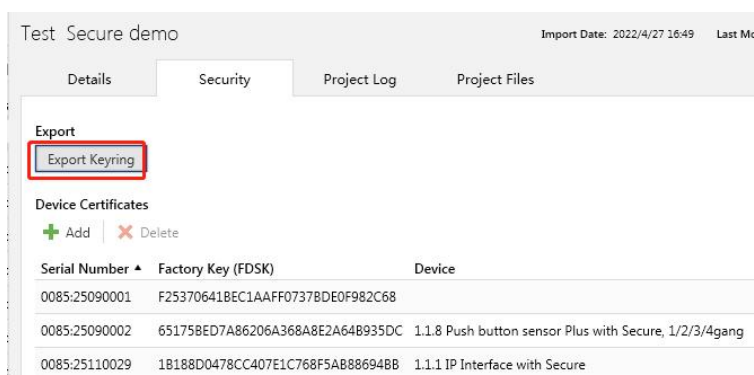 Test Secure demo Import Date: 2022/4/27 16:49 Last Mo
Details Security Project Log Project Files
Export
Export Keyring
Device Certificates
Add Delete
Serial Number Factory Key (FDSK) Device
0085:25090001 F25370641BEC1AAFF0737BDE0F982C68
0085:25090002 65175BED7A86206A368A8E2A64B935DC 1.1.8 Push button sensor Plus with Secure, 1/2/3/4gang
0085:25110029 1B188D0478CC407E1C768F5AB88694BB 1.1.1 IP Interface with Secure